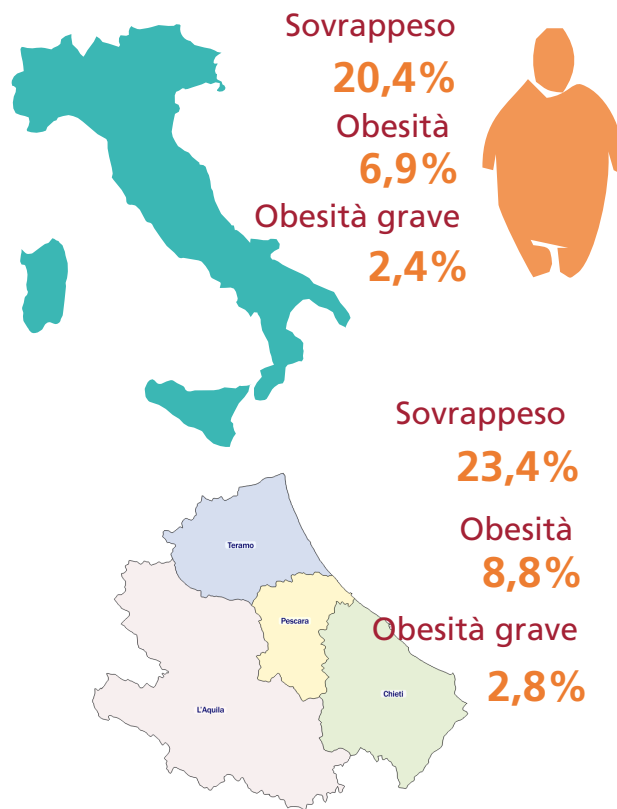 Sovrappeso
20,4%
Obesità
6,9%
Obesità grave
2,4%
Sovrappeso
23,4%
Obesità
8,8%
Obesità grave
2,8%
Teramo
Pescara
L'Aquila
Chieti